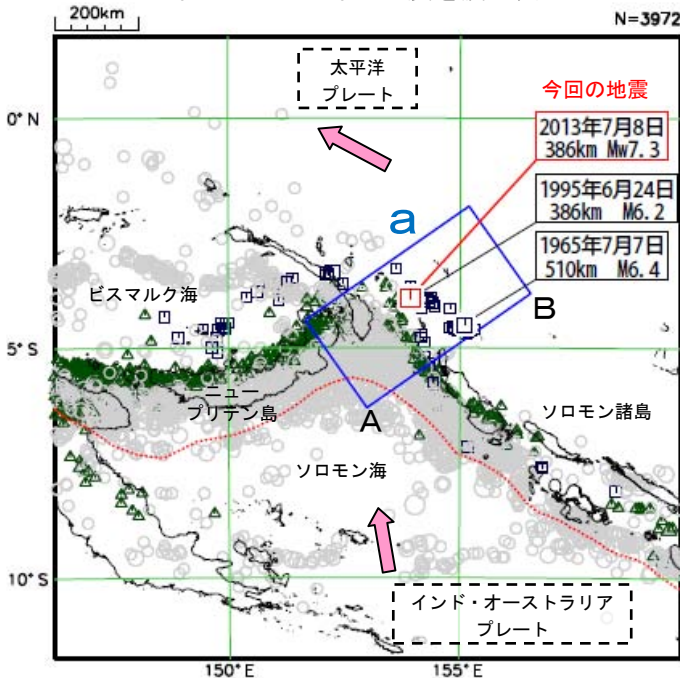 200km
N=3972
太平洋
プレート
今回の地震
0°N
2013年7月8日
386km Mw7.3
1995年6月24日
386km M6.2
1965年7月7日
510km M6.4
a
ビスマルク海
B
5°S
ニュー
ブリテン島
A
ソロモン諸島
ソロモン海
10°S
インド・オーストラリア
プレート
150°E
155°E